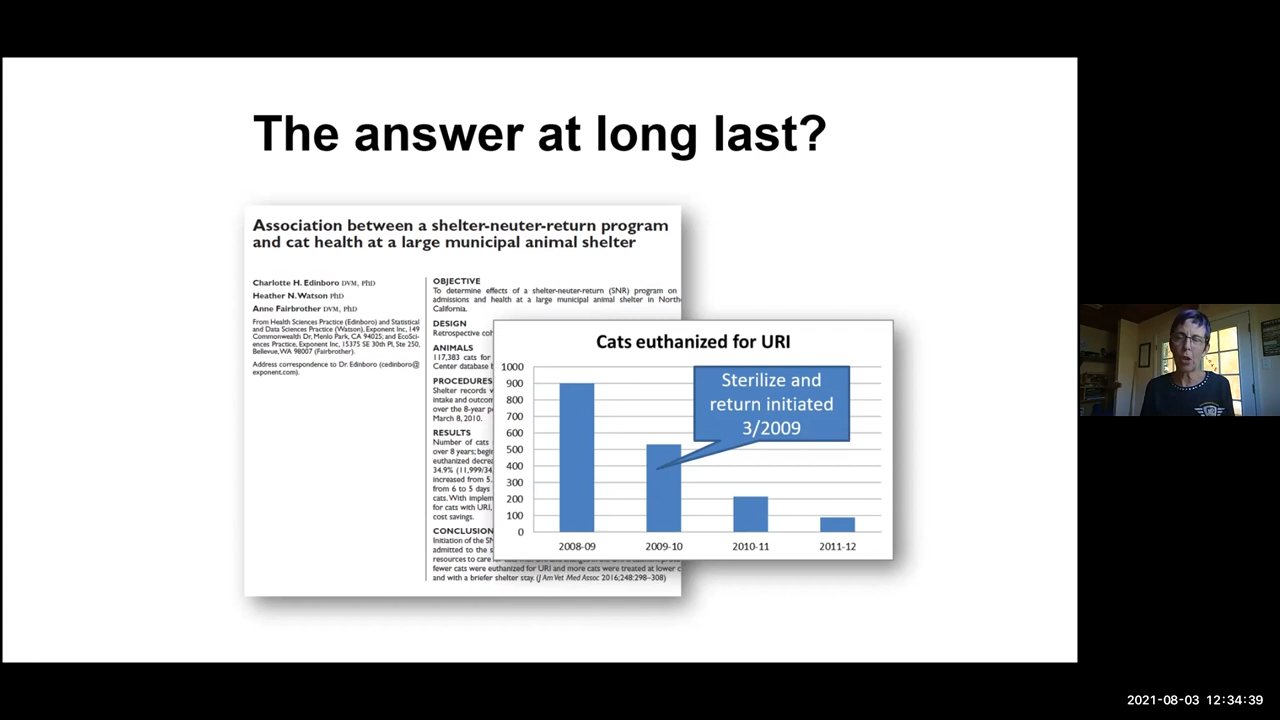 The answer at long last?
Association between a shelter-neuter-return program
and cat health at a large municipal animal shelter
Charlotte H. Edinboro DVM, PhD
Heather N. Watson PhD
Anne Fairbrother DVM, PhD
From Health Sciences Practice (Edinboro) and Statistical
and Data Sciences Practice (Watson), Exponent Inc, 149
Commonwealth Dr, Menlo Park, CA 94025; and EcoSci-
ences Practice, Exponent Inc, 15375 SE 30th Pl, Ste 250,
Bellevue, WA 98007 (Fairbrother).
Address correspondence to Dr. Edinboro (cedinboro@
exponent.com).
OBJECTIVE
To determine effects of a shelter-neuter-return (SNR) program on
admissions and health at a large municipal animal shelter in North
California.
DESIGN
Retrospective
ANIMALS
117,383 cats for
Center database
PROCEDURES
Shelter records
intake and outcom
over the 8-year
March 8, 2010.
RESULTS
Number of cats
over 8 years;
euthanized
34.9% (11,999/34,
increased from 5.
from 6 to 5 days
cats. With implem
for cats with URI,
cost savings.
CONCLUSION
Initiation of the
admitted to the
resources to care
fewer cats were euthanized for URI and more cats were treated at lower
and with a briefer shelter stay. (J Am Vet Med Assoc 2016;248:298–308)
Cats euthanized for URI
1000
900
800
700
600
500
400
300
200
100
0
Sterilize and
return initiated
3/2009
2008-09
2009-10
2010-11
2011-12
2021-08-03 12:34:39